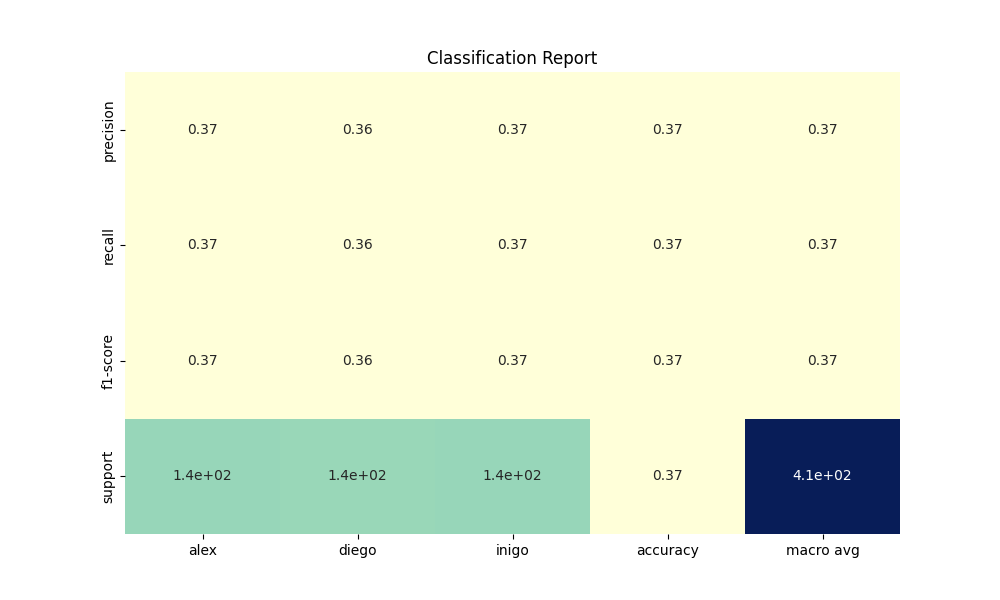 Classification Report
precision 0.37 0.36 0.37 0.37 0.37
recall 0.37 0.36 0.37 0.37 0.37
f1-score 0.37 0.36 0.37 0.37 0.37
support 1.4e+02 1.4e+02 1.4e+02 0.37 4.1e+02
alex diego inigo accuracy macro avg